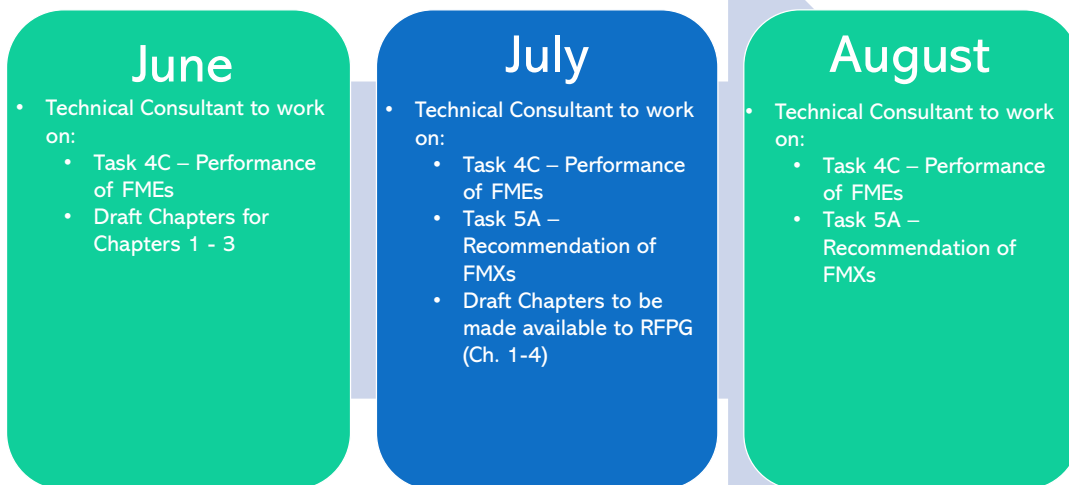 June
• Technical Consultant to work
on:
• Task 4C – Performance
of FMEs
• Draft Chapters for
Chapters 1 - 3
July
• Technical Consultant to work
on:
• Task 4C – Performance
of FMEs
• Task 5A –
Recommendation of
FMXs
• Draft Chapters to be
made available to RFPG
(Ch. 1-4)
August
• Technical Consultant to work
on:
• Task 4C – Performance
of FMEs
• Task 5A –
Recommendation of
FMXs